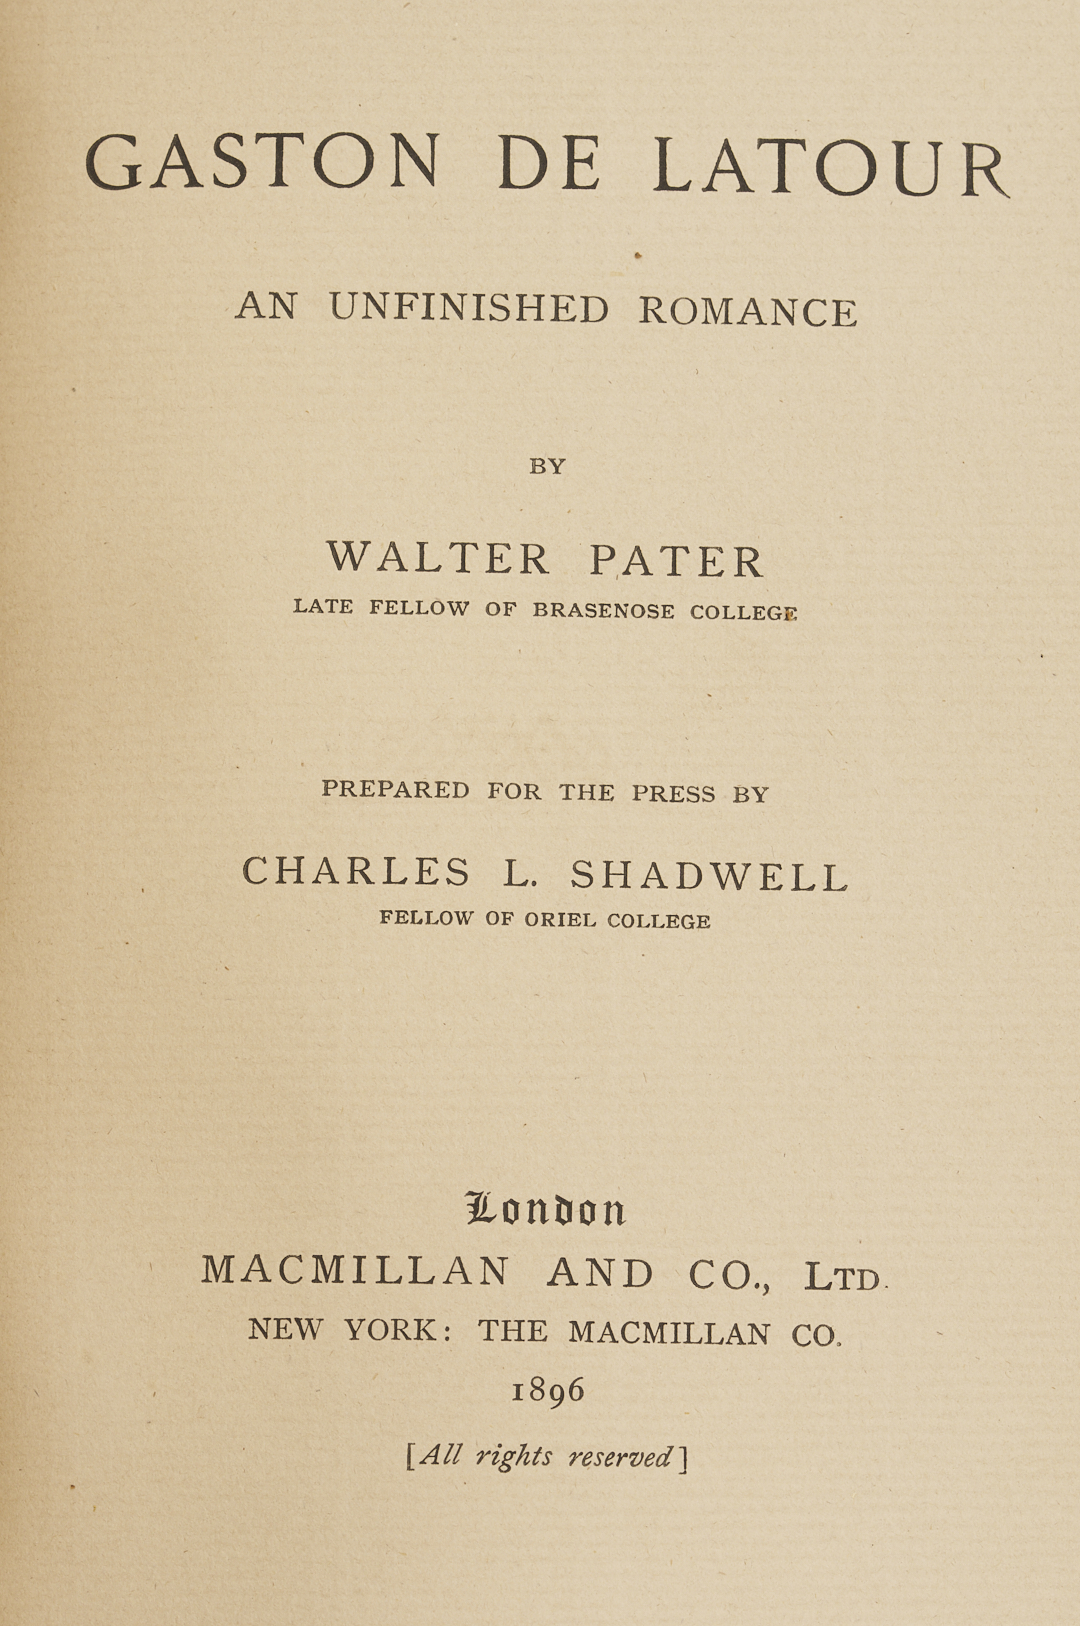 GASTON DE LATOUR
AN UNFINISHED ROMANCE
BY
WALTER PATER
LATE FELLOW OF BRASENOSE COLLEGE
PREPARED FOR THE PRESS BY
CHARLES L. SHADWELL
FELLOW OF ORIEL COLLEGE
London
MACMILLAN AND CO., LTD.
NEW YORK: THE MACMILLAN CO.
1896
[All rights reserved]